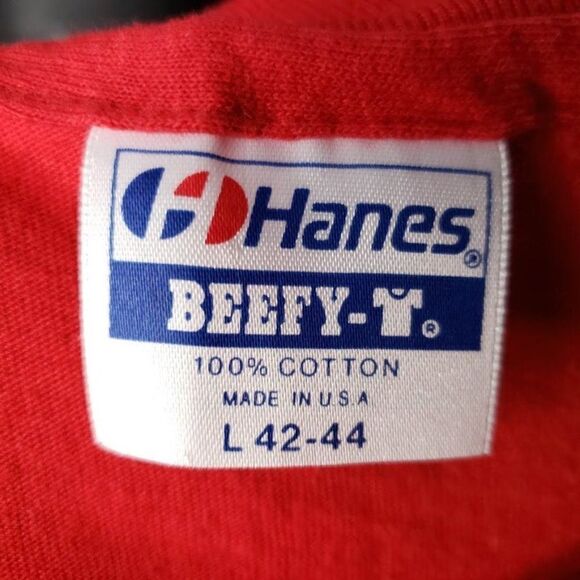 Hanes®
BEEFY-T®
100% COTTON
MADE IN U.S.A
L 42-44